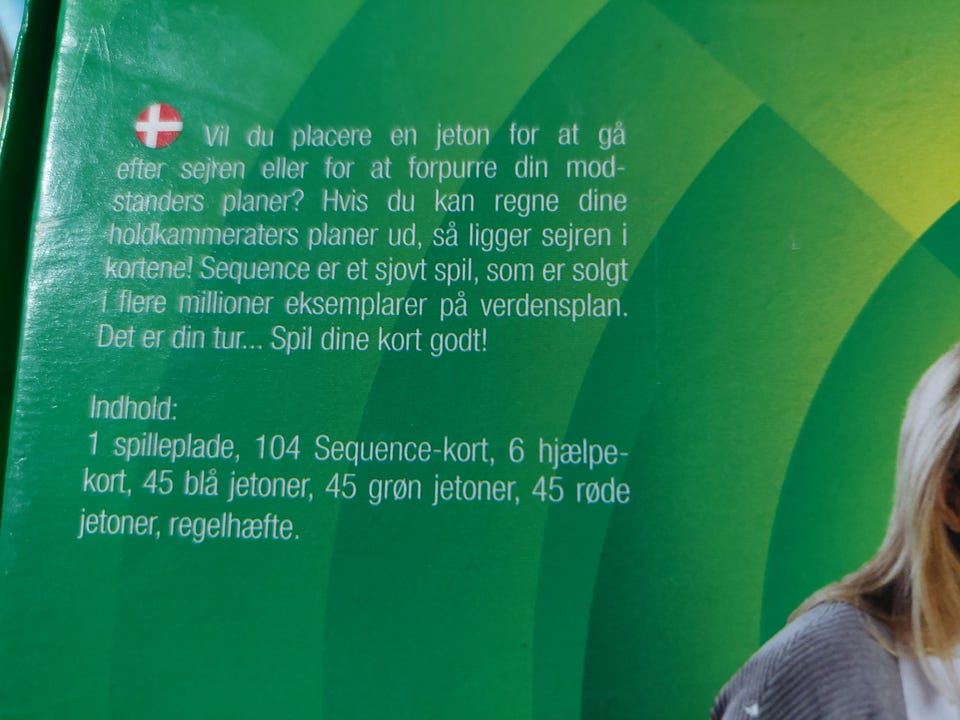 Vil du placere en jeton for at gå
efter sejren eller for at forpurre din mod-
standers planer? Hvis du kan regne dine
holdkammeraters planer ud, så ligger sejren i
kortene! Sequence er et sjovt spil, som er solgt
i flere millioner eksemplarer på verdensplan.
Det er din tur... Spil dine kort godt!
Indhold:
1 spilleplade, 104 Sequence-kort, 6 hjælpe-
kort, 45 blå jetoner, 45 grøn jetoner, 45 røde
jetoner, regelhæfte.